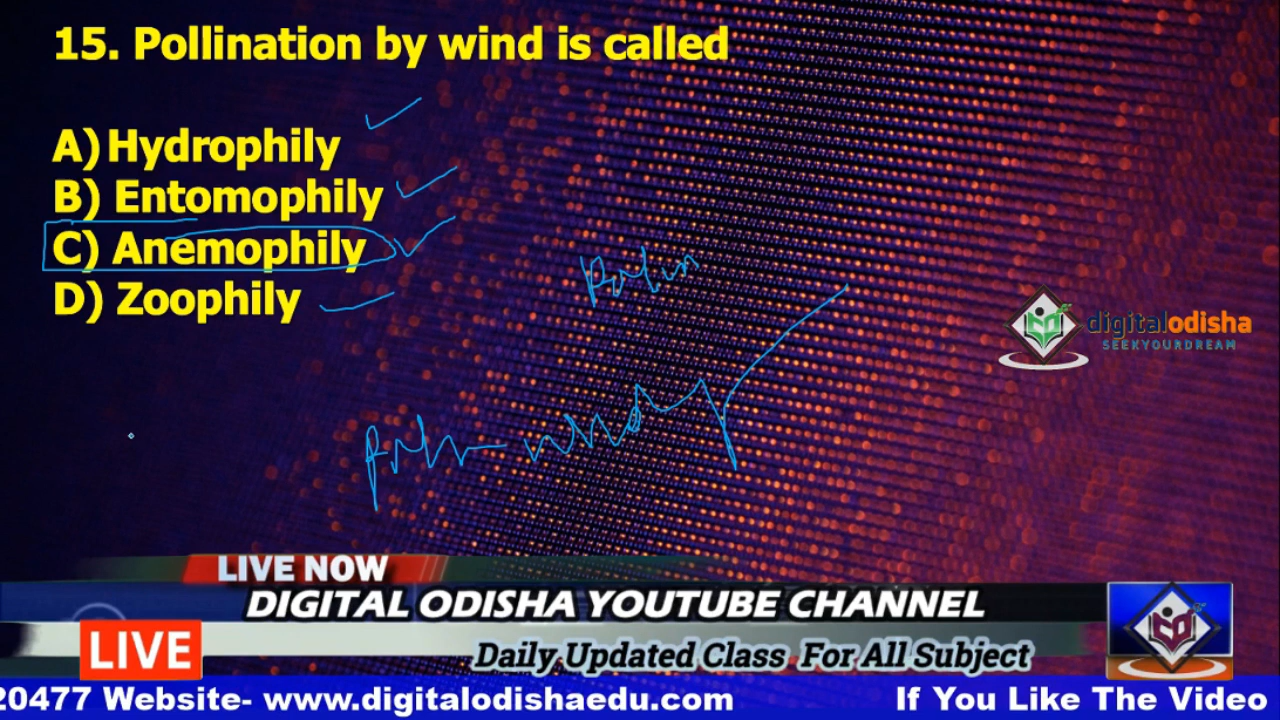 15. Pollination by wind is called
A) Hydrophily
B) Entomophily
C) Anemophily
D) Zoophily
digitalodisha
SEEKYOURDREAM
LIVE NOW
DIGITAL ODISHA YOUTUBE CHANNEL
LIVE
Daily Updated Class For All Subject
20477 Website- www.digitalodishaedu.com
If You Like The Video